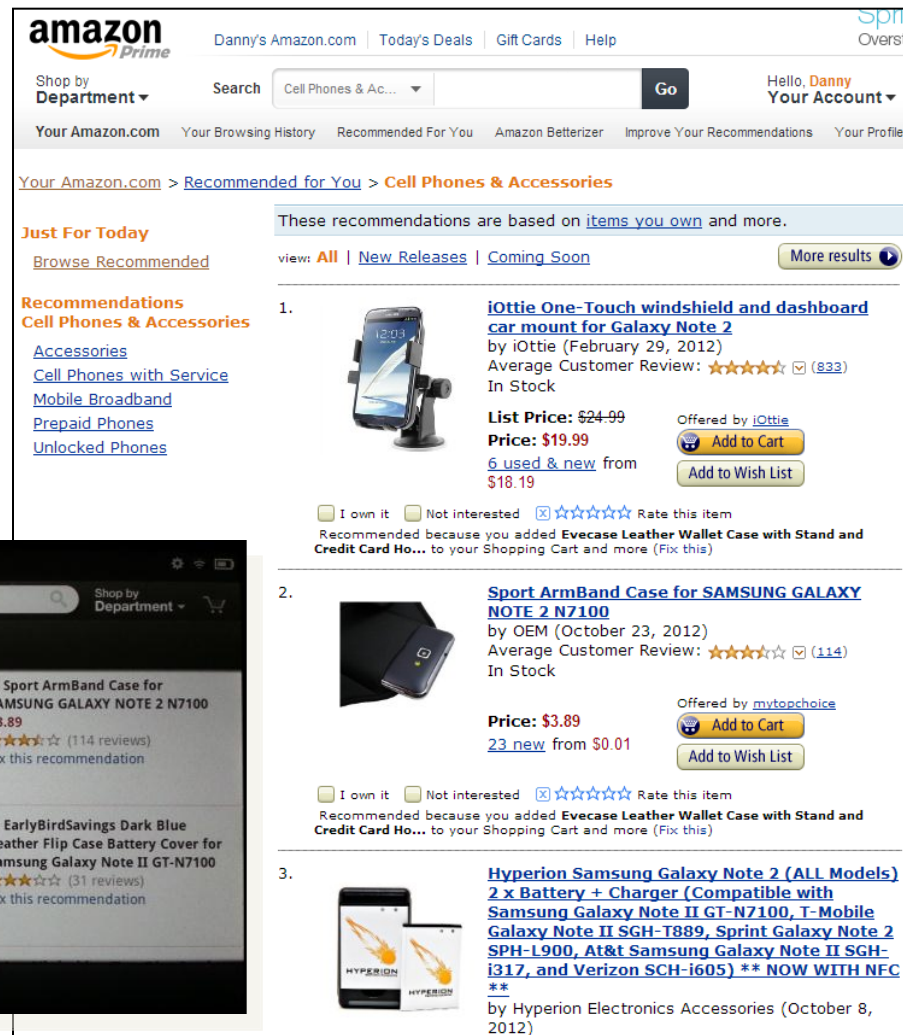 amazon
Prime
Danny's Amazon.com | Today's Deals | Gift Cards | Help
Shop by
Department
Search
Cell Phones & Ac...
Go
Hello, Danny
Your Account
Your Amazon.com Your Browsing History Recommended For You Amazon Betterizer Improve Your Recommendations Your Profile
Your Amazon.com > Recommended for You > Cell Phones & Accessories
Just For Today
Browse Recommended
Recommendations
Cell Phones & Accessories
Accessories
Cell Phones with Service
Mobile Broadband
Prepaid Phones
Unlocked Phones
These recommendations are based on items you own and more.
view: All | New Releases | Coming Soon
More results
1.
12:03
iOttie One-Touch windshield and dashboard
car mount for Galaxy Note 2
by iOttie (February 29, 2012)
Average Customer Review: (833)
In Stock
List Price: $24.99
Price: $19.99
6 used & new from
$18.19
Offered by iOttie
Add to Cart
Add to Wish List
I own it Not interested X Rate this item
Recommended because you added Evecase Leather Wallet Case with Stand and
Credit Card Ho... to your Shopping Cart and more (Fix this)
2.
Sport ArmBand Case for SAMSUNG GALAXY
NOTE 2 N7100
by OEM (October 23, 2012)
Average Customer Review: (114)
In Stock
Price: $3.89
23 new from $0.01
Offered by mytopchoice
Add to Cart
Add to Wish List
I own it Not interested X Rate this item
Recommended because you added Evecase Leather Wallet Case with Stand and
Credit Card Ho... to your Shopping Cart and more (Fix this)
3.
HYPERION
HYPERION
Hyperion Samsung Galaxy Note 2 (ALL Models)
2 x Battery + Charger (Compatible with
Samsung Galaxy Note II GT-N7100, T-Mobile
Galaxy Note II SGH-T889, Sprint Galaxy Note 2
SPH-L900, At&t Samsung Galaxy Note II SGH-
i317, and Verizon SCH-i605) ** NOW WITH NFC
**
by Hyperion Electronics Accessories (October 8,
2012)
Shop by
Department
Sport ArmBand Case for
AMSUNG GALAXY NOTE 2 N7100
.89
(114 reviews)
x this recommendation
EarlyBirdSavings Dark Blue
eather Flip Case Battery Cover for
amsung Galaxy Note II GT-N7100
(31 reviews)
x this recommendation